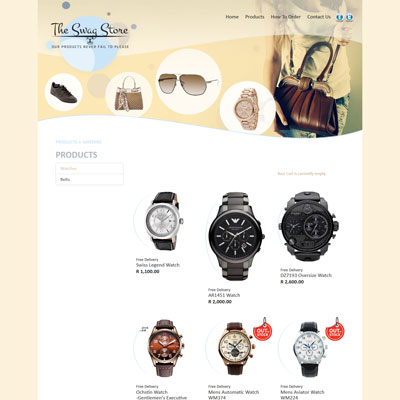 Home Products How To Order Contact Us
The Swag Store
OUR PRODUCTS NEVER FAIL TO PLEASE
PRODUCTS > WATCHES
PRODUCTS
Watches
Belts
Your Cart is currently empty
Free Delivery
Swiss Legend Watch
R 1,100.00
Free Delivery
AR1451 Watch
R 2,000.00
Free Delivery
DZ7193 Oversize Watch
R 2,600.00
OUT OF STOCK
OUT OF STOCK
Free Delivery
Ochstin Watch
-Gentlemen's Executive
Free Delivery
Mens Automatic Watch
WM374
Free Delivery
Mens Aviator Watch
WM224